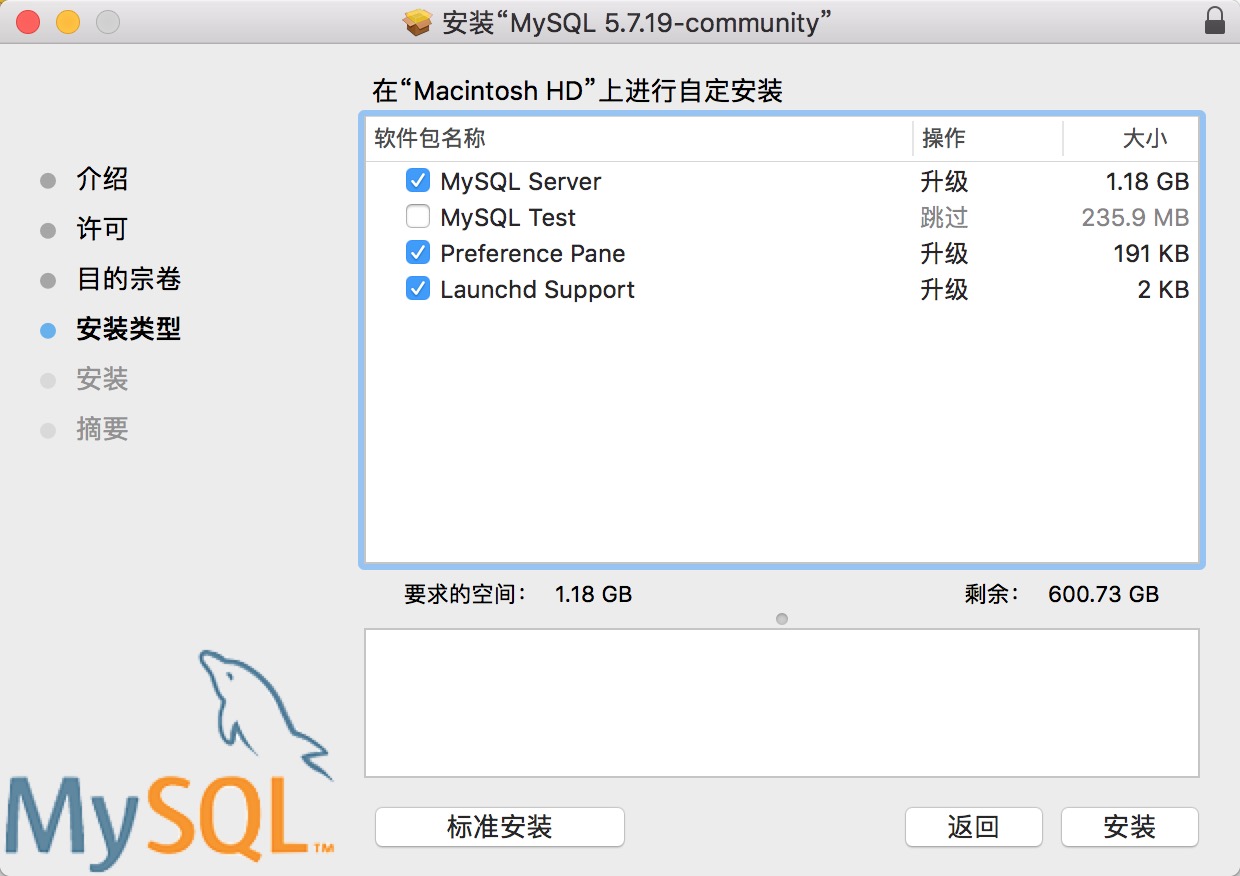 安装“MySQL 5.7.19-community”
在“Macintosh HD”上进行自定安装
介绍
许可
目的宗卷
安装类型
安装
摘要
软件包名称 操作 大小
MySQL Server 升级 1.18 GB
MySQL Test 跳过 235.9 MB
Preference Pane 升级 191 KB
Launchd Support 升级 2 KB
要求的空间： 1.18 GB 剩余： 600.73 GB
MySQL™
标准安装 返回 安装